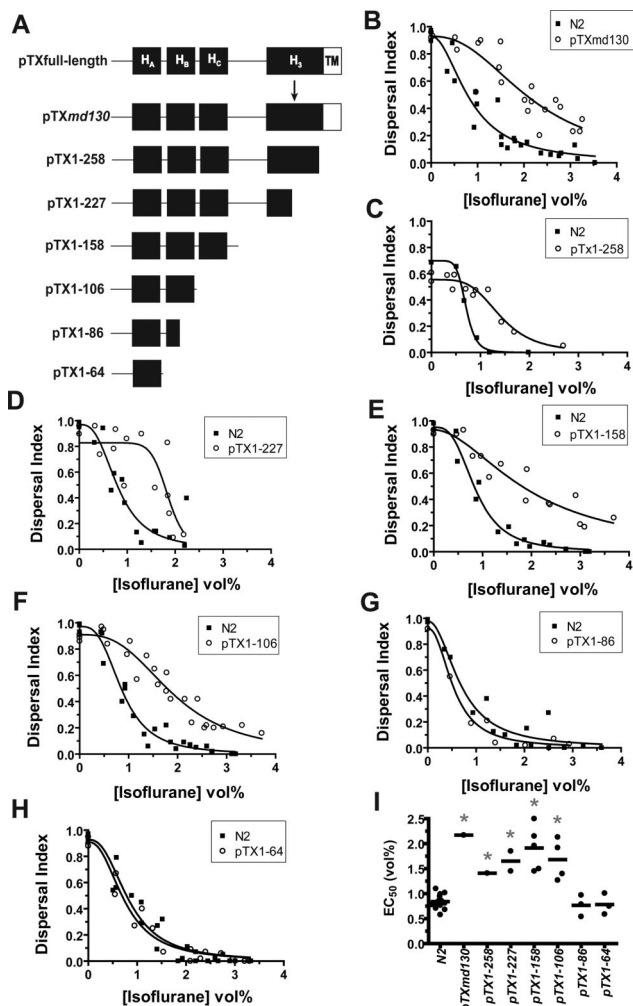 A
pTXfull-length
HA HB HC H3 TM
pTXmd130
pTX1-258
pTX1-227
pTX1-158
pTX1-106
pTX1-86
pTX1-64
B
N2
pTXmd130
Dispersal Index
1.0
0.8
0.6
0.4
0.2
0.0
0 1 2 3 4
[Isoflurane] vol%
C
N2
pTx1-258
Dispersal Index
1.0
0.8
0.6
0.4
0.2
0.0
0 1 2 3 4
[Isoflurane] vol%
D
N2
pTX1-227
Dispersal Index
1.0
0.8
0.6
0.4
0.2
0.0
0 1 2 3 4
[Isoflurane] vol%
E
N2
pTX1-158
Dispersal Index
1.0
0.8
0.6
0.4
0.2
0.0
0 1 2 3 4
[Isoflurane] vol%
F
N2
pTX1-106
Dispersal Index
1.0
0.8
0.6
0.4
0.2
0.0
0 1 2 3 4
[Isoflurane] vol%
G
N2
pTX1-86
Dispersal Index
1.0
0.8
0.6
0.4
0.2
0.0
0 1 2 3 4
[Isoflurane] vol%
H
N2
pTX1-64
Dispersal Index
1.0
0.8
0.6
0.4
0.2
0.0
0 1 2 3 4
[Isoflurane] vol%
I
EC50 (vol%)
2.5
2.0
1.5
1.0
0.5
0.0
* * * * *
N2
pTXmd130
pTX1-258
pTX1-227
pTX1-158
pTX1-106
pTX1-86
pTX1-64